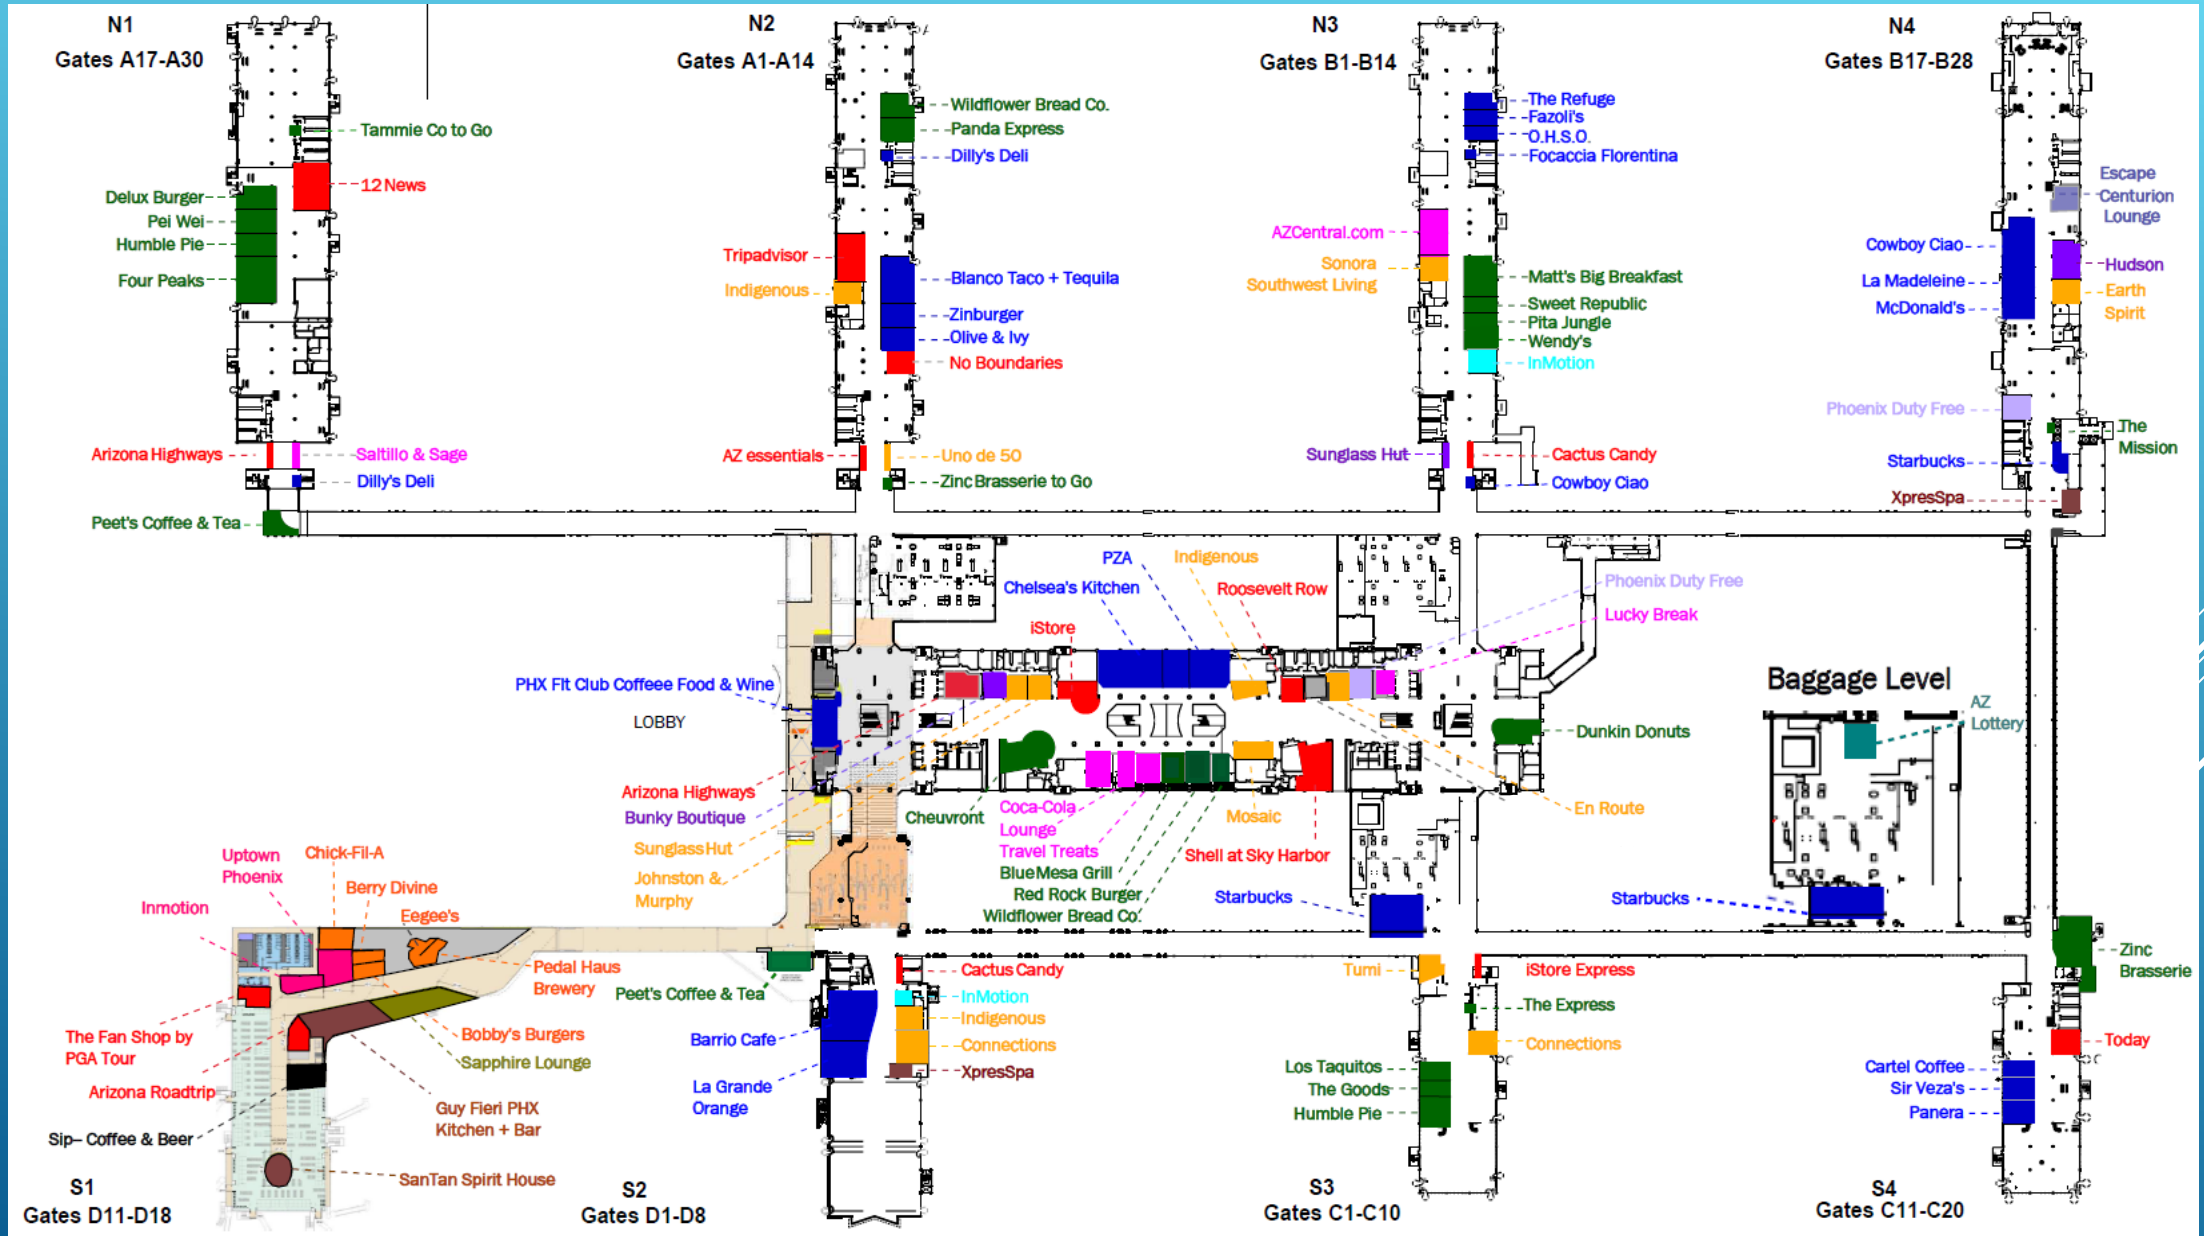 N1
Gates A17-A30
Tammie Co to Go
12 News
Delux Burger
Pei Wei
Humble Pie
Four Peaks
Arizona Highways
Saltillo & Sage
Dilly's Deli
Peet's Coffee & Tea
N2
Gates A1-A14
Wildflower Bread Co.
Panda Express
Dilly's Deli
Tripadvisor
Indigenous
Blanco Taco + Tequila
Zinburger
Olive & Ivy
No Boundaries
AZ essentials
Uno de 50
Zinc Brasserie to Go
N3
Gates B1-B14
The Refuge
Fazoli's
O.H.S.O.
Focaccia Florentina
AZCentral.com
Sonora
Southwest Living
Matt's Big Breakfast
Sweet Republic
Pita Jungle
Wendy's
InMotion
Sunglass Hut
Cactus Candy
Cowboy Ciao
N4
Gates B17-B28
Escape
Centurion
Lounge
Cowboy Ciao
La Madeleine
McDonald's
Hudson
Earth
Spirit
Phoenix Duty Free
The
Mission
Starbucks
XpresSpa
PZA
Indigenous
Chelsea's Kitchen
Roosevelt Row
iStore
Phoenix Duty Free
Lucky Break
PHX Flt Club Coffeee Food & Wine
LOBBY
Dunkin Donuts
Arizona Highways
Bunky Boutique
Sunglass Hut
Johnston &
Murphy
Cheuvront
Coca-Cola
Lounge
Travel Treats
Blue Mesa Grill
Red Rock Burger
Wildflower Bread Co.
Mosaic
Shell at Sky Harbor
En Route
Starbucks
Baggage Level
AZ
Lottery
Starbucks
Uptown
Phoenix
Chick-Fil-A
Berry Divine
Eegee's
Inmotion
Pedal Haus
Brewery
Bobby's Burgers
Sapphire Lounge
The Fan Shop by
PGA Tour
Arizona Roadtrip
Guy Fieri PHX
Kitchen + Bar
Sip– Coffee & Beer
SanTan Spirit House
S1
Gates D11-D18
Peet's Coffee & Tea
Cactus Candy
InMotion
Indigenous
Connections
XpresSpa
Barrio Cafe
La Grande
Orange
S2
Gates D1-D8
Tumi
iStore Express
The Express
Connections
Los Taquitos
The Goods
Humble Pie
S3
Gates C1-C10
Zinc
Brasserie
Today
Cartel Coffee
Sir Veza's
Panera
S4
Gates C11-C20